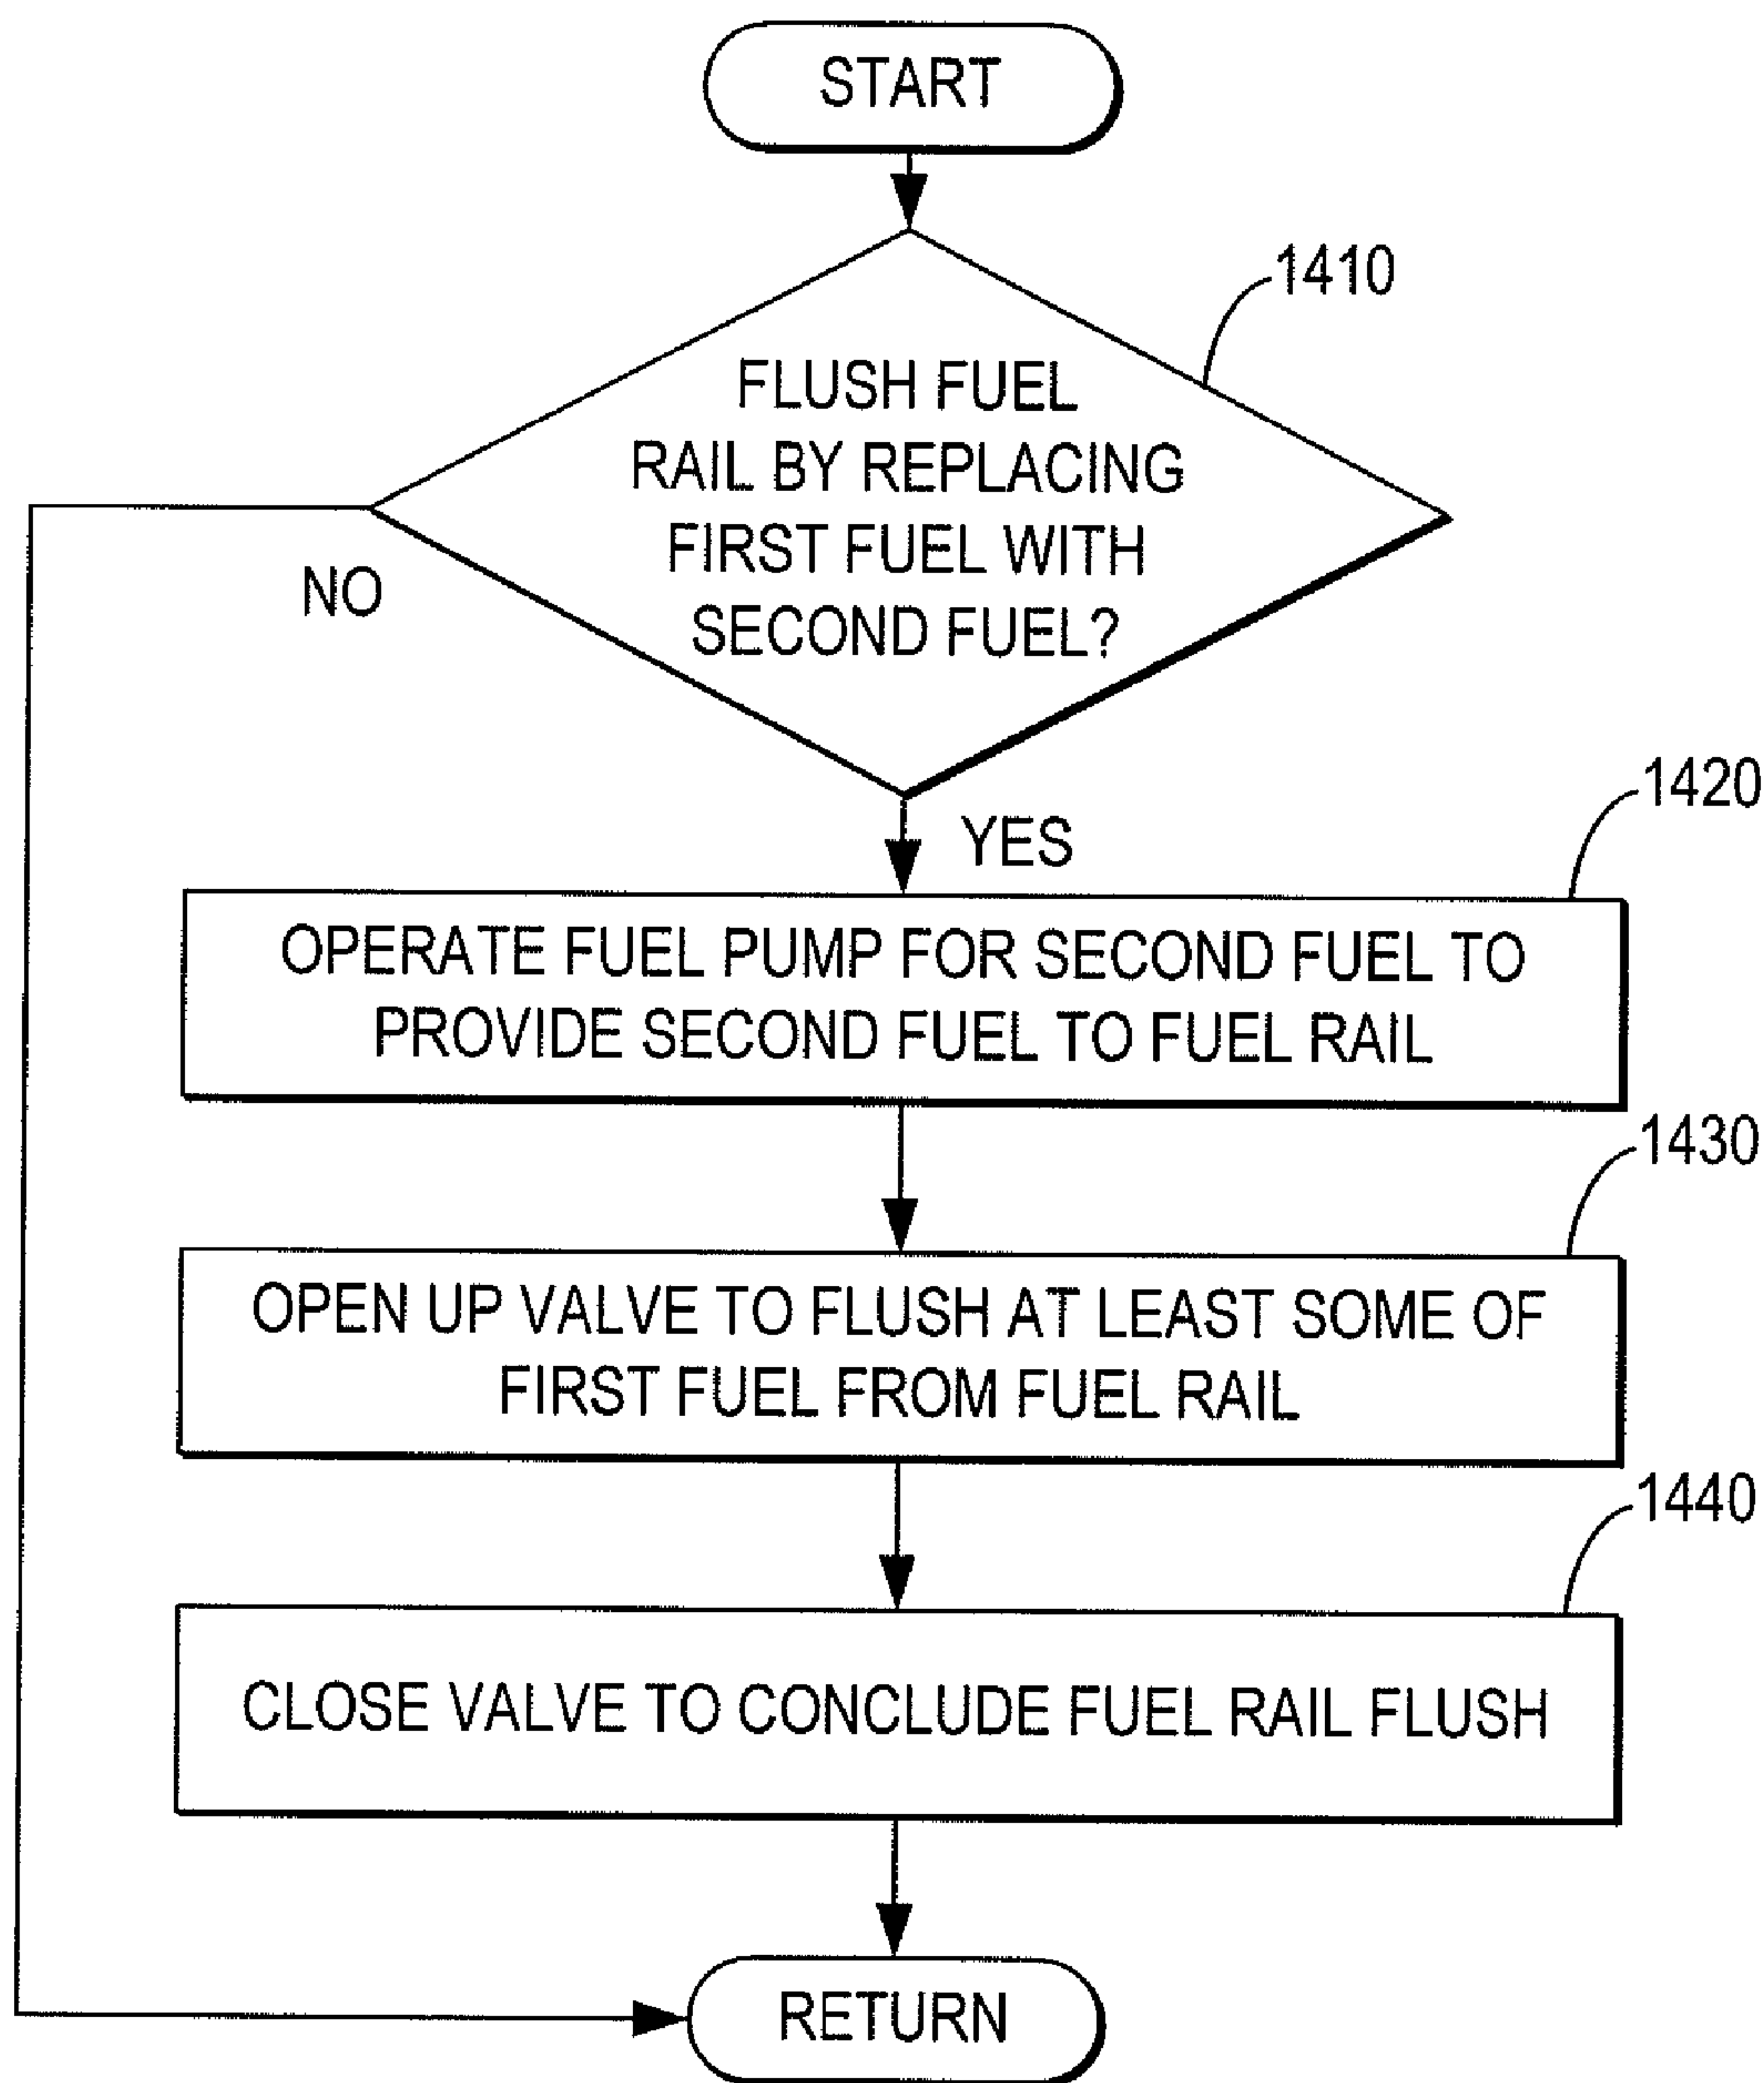 START
1410
FLUSH FUEL
RAIL BY REPLACING
FIRST FUEL WITH
SECOND FUEL?
NO
YES
1420
OPERATE FUEL PUMP FOR SECOND FUEL TO
PROVIDE SECOND FUEL TO FUEL RAIL
1430
OPEN UP VALVE TO FLUSH AT LEAST SOME OF
FIRST FUEL FROM FUEL RAIL
1440
CLOSE VALVE TO CONCLUDE FUEL RAIL FLUSH
RETURN